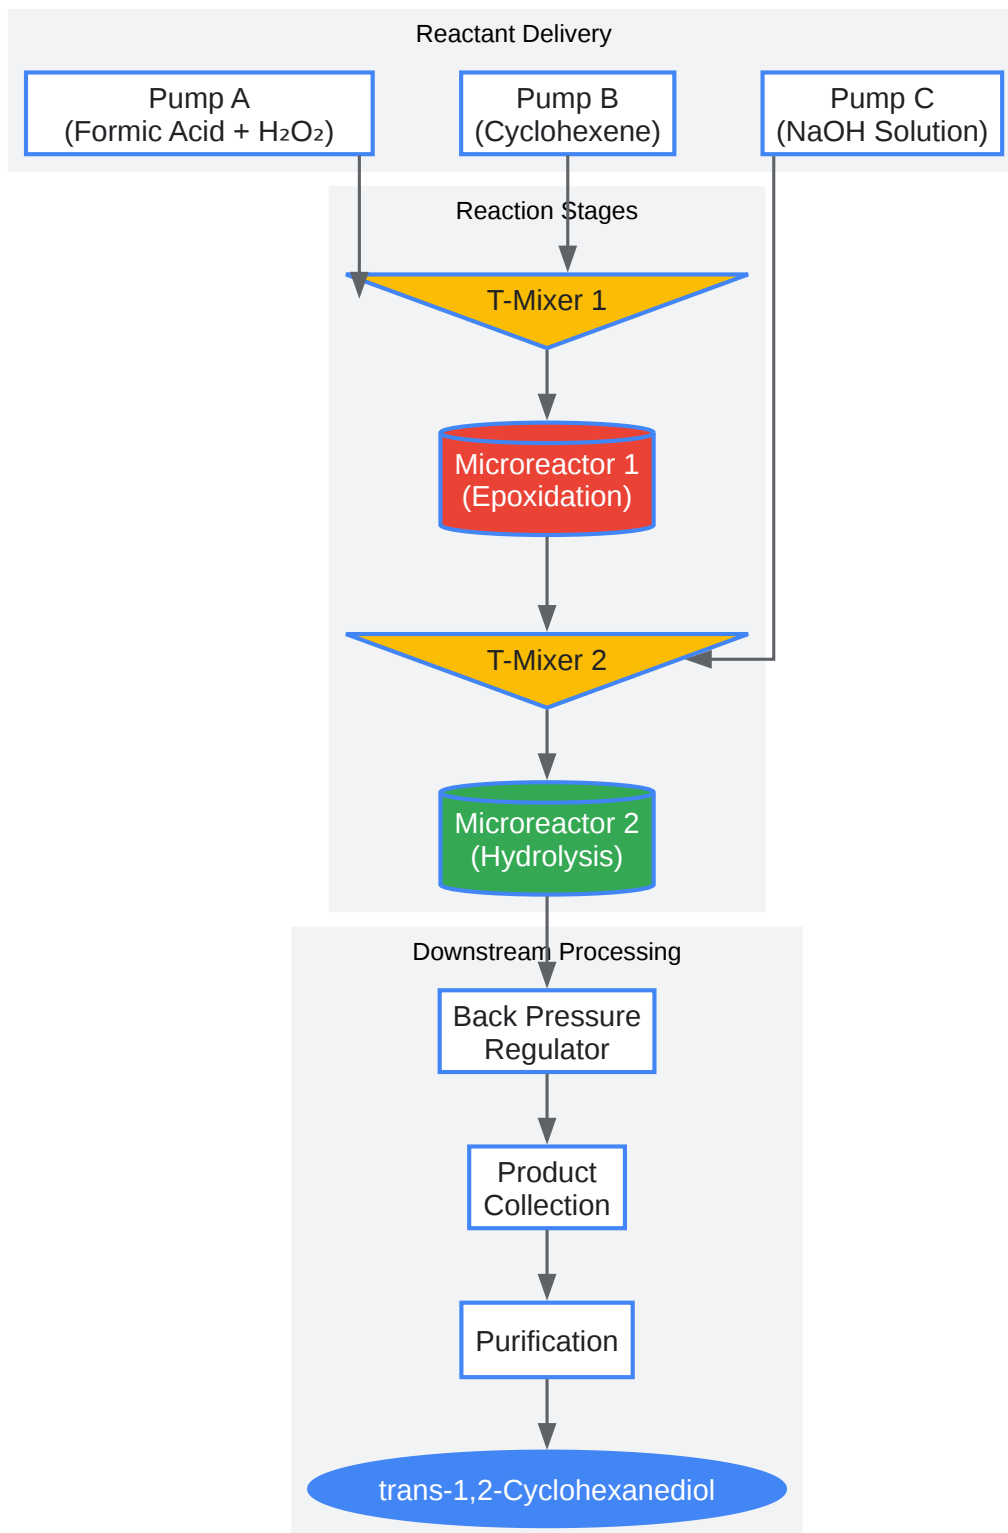 Reactant Delivery
Pump A
(Formic Acid + H₂O₂)
Pump B
(Cyclohexene)
Pump C
(NaOH Solution)
Reaction Stages
T-Mixer 1
Microreactor 1
(Epoxidation)
T-Mixer 2
Microreactor 2
(Hydrolysis)
Downstream Processing
Back Pressure
Regulator
Product
Collection
Purification
trans-1,2-Cyclohexanediol